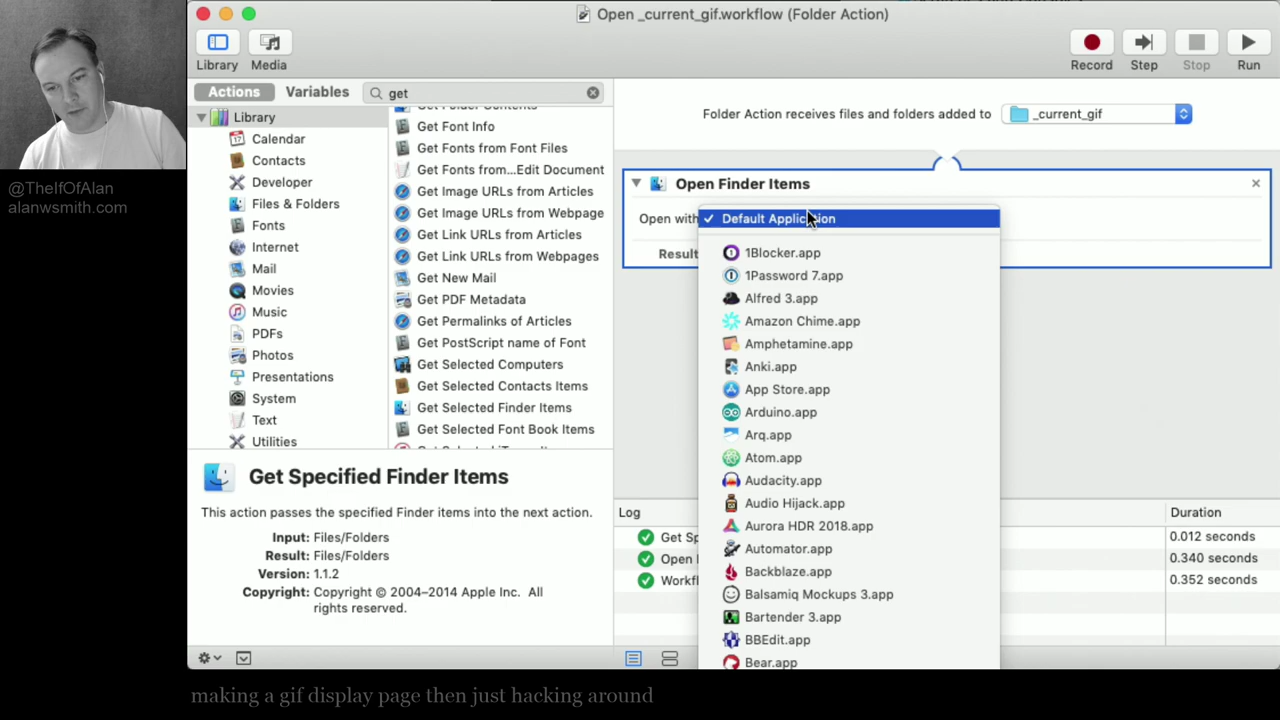 Open _current_gif.workflow (Folder Action)
Library
Media
Record
Step
Stop
Run
Actions
Variables
get
Library
Calendar
Contacts
Developer
Files & Folders
Fonts
Internet
Mail
Movies
Music
PDFs
Photos
Presentations
System
Text
Utilities
Get Folder Contents
Get Font Info
Get Fonts from Font Files
Get Fonts from...Edit Document
Get Image URLs from Articles
Get Image URLs from Webpage
Get Link URLs from Articles
Get Link URLs from Webpages
Get New Mail
Get PDF Metadata
Get Permalinks of Articles
Get PostScript name of Font
Get Selected Computers
Get Selected Contacts Items
Get Selected Finder Items
Get Selected Font Book Items
Get Specified Finder Items
This action passes the specified Finder items into the next action.
Input: Files/Folders
Result: Files/Folders
Version: 1.1.2
Copyright: Copyright © 2004–2014 Apple Inc. All
rights reserved.
Folder Action receives files and folders added to
_current_gif
Open Finder Items
Open with
Result
Default Application
1Blocker.app
1Password 7.app
Alfred 3.app
Amazon Chime.app
Amphetamine.app
Anki.app
App Store.app
Arduino.app
Arq.app
Atom.app
Audacity.app
Audio Hijack.app
Aurora HDR 2018.app
Automator.app
Backblaze.app
Balsamiq Mockups 3.app
Bartender 3.app
BBEdit.app
Bear.app
Log
Duration
Get Sp
0.012 seconds
Open
0.340 seconds
Workf
0.352 seconds
@TheIfOfAlan
alanwsmith.com
making a gif display page then just hacking around